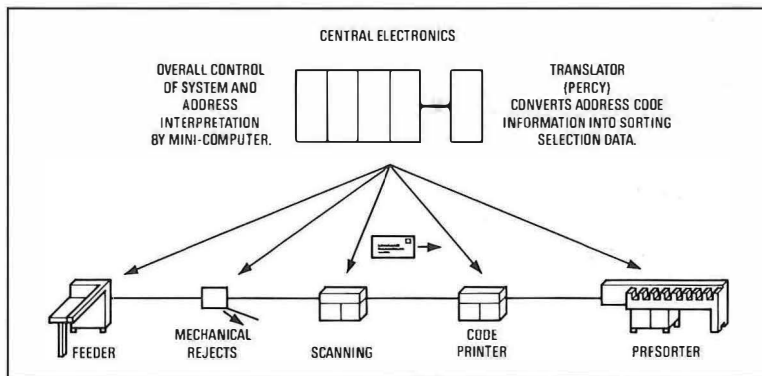 CENTRAL ELECTRONICS
OVERALL CONTROL
OF SYSTEM AND
ADDRESS
INTERPRETATION
BY MINI-COMPUTER.
TRANSLATOR
(PERCY)
CONVERTS ADDRESS CODE
INFORMATION INTO SORTING
SELECTION DATA.
FEEDER
MECHANICAL
REJECTS
SCANNING
CODE
PRINTER
PRESORTER